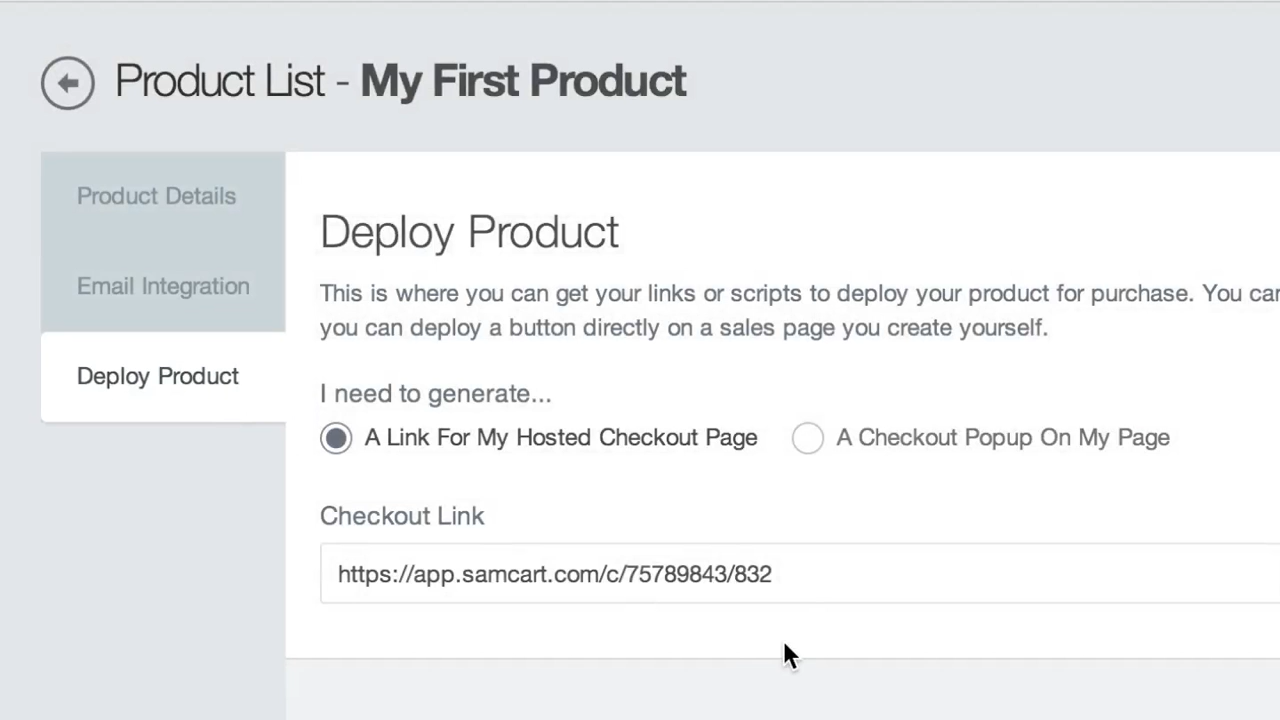 Product List - My First Product
Product Details
Email Integration
Deploy Product
Deploy Product
This is where you can get your links or scripts to deploy your product for purchase. You can
you can deploy a button directly on a sales page you create yourself.
I need to generate...
A Link For My Hosted Checkout Page
A Checkout Popup On My Page
Checkout Link
https://app.samcart.com/c/75789843/832